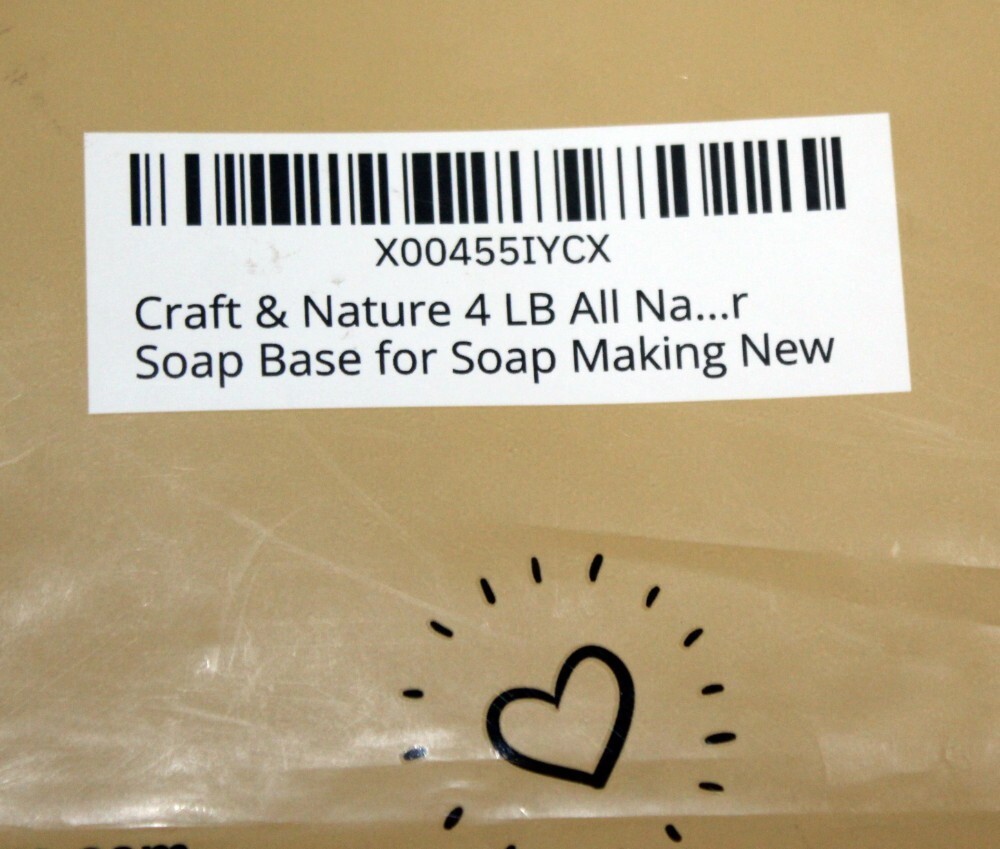 X00455IYCX
Craft & Nature 4 LB All Na...r
Soap Base for Soap Making New